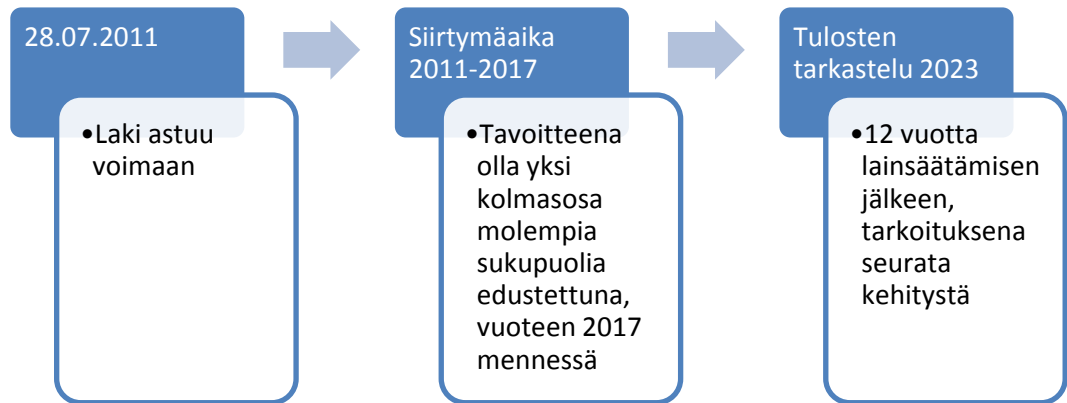 28.07.2011
•Laki astuu
voimaan
Siirtymäaika
2011-2017
•Tavoitteena
olla yksi
kolmasosa
molempia
sukupuolia
edustettuna,
vuoteen 2017
mennessä
Tulosten
tarkastelu 2023
•12 vuotta
lainsäätämisen
jälkeen,
tarkoituksena
seurata
kehitystä